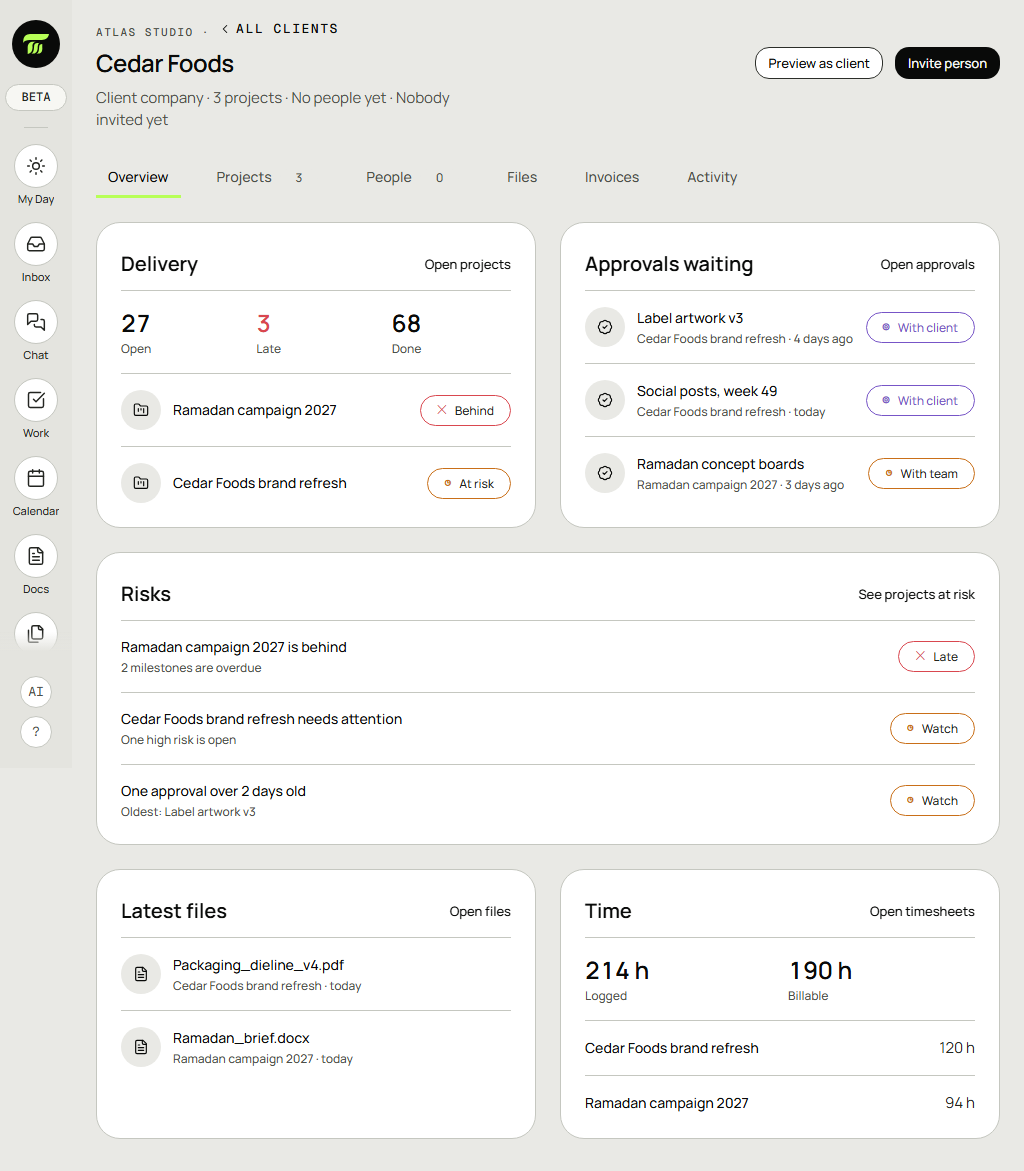 ATLAS STUDIO · < ALL CLIENTS
Cedar Foods
Preview as client
Invite person
BETA
Client company · 3 projects · No people yet · Nobody
invited yet
My Day
Inbox
Chat
Work
Calendar
Docs
AI
?
Overview
Projects 3
People 0
Files
Invoices
Activity
Delivery
Open projects
27
Open
3
Late
68
Done
Ramadan campaign 2027
Behind
Cedar Foods brand refresh
At risk
Approvals waiting
Open approvals
Label artwork v3
Cedar Foods brand refresh · 4 days ago
With client
Social posts, week 49
Cedar Foods brand refresh · today
With client
Ramadan concept boards
Ramadan campaign 2027 · 3 days ago
With team
Risks
See projects at risk
Ramadan campaign 2027 is behind
2 milestones are overdue
Late
Cedar Foods brand refresh needs attention
One high risk is open
Watch
One approval over 2 days old
Oldest: Label artwork v3
Watch
Latest files
Open files
Packaging_dieline_v4.pdf
Cedar Foods brand refresh · today
Ramadan_brief.docx
Ramadan campaign 2027 · today
Time
Open timesheets
214 h
Logged
190 h
Billable
Cedar Foods brand refresh
120 h
Ramadan campaign 2027
94 h